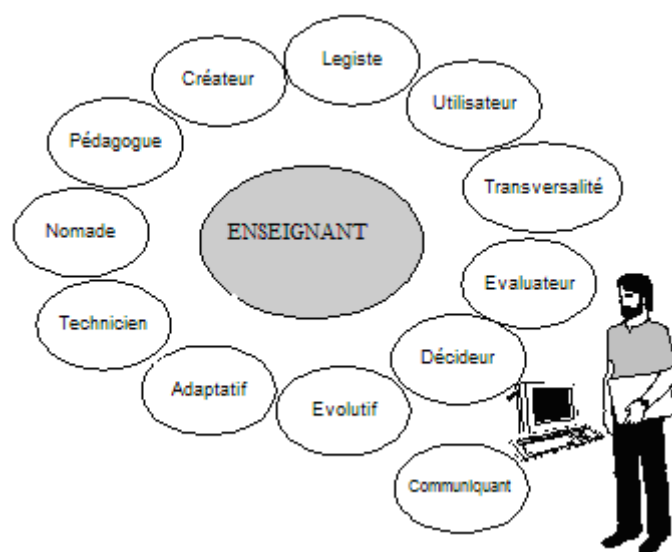 Legiste
Créateur
Utilisateur
Pédagogue
Transversalité
Nomade
ENSEIGNANT
Evaluateur
Technicien
Décideur
Adaptatif
Evolutif
Communiquant